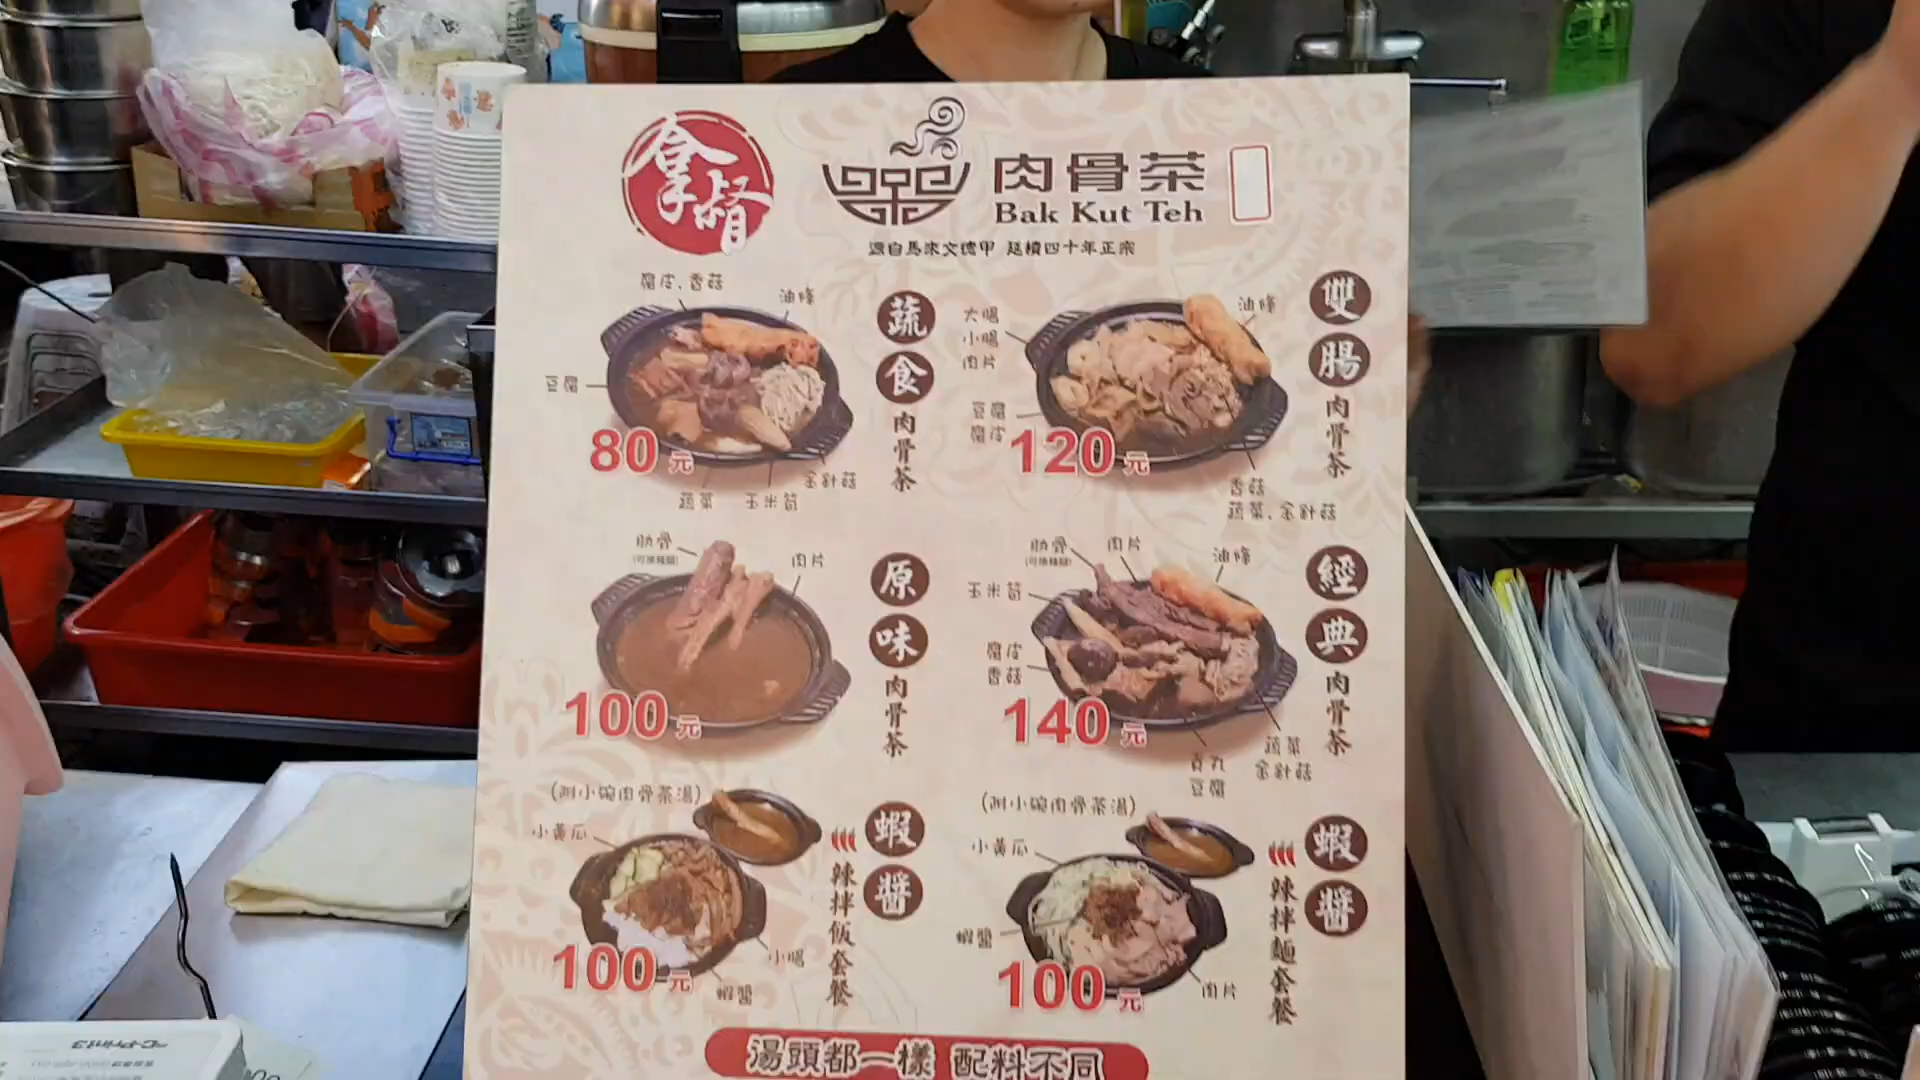 拿督
肉骨茶
Bak Kut Teh
源自馬來文德甲 延續四十年正宗
腐皮、香菇
油條
豆腐
80元
蔬菜
玉米筍
金針菇
蔬食肉骨茶
大腸
小腸
肉片
油條
豆腐
腐皮
120元
香菇
蔬菜、金針菇
雙腸肉骨茶
肋骨
肉片
100元
原味肉骨茶
肋骨
肉片
油條
玉米筍
腐皮
香菇
140元
貢丸
豆腐
蔬菜
金針菇
經典肉骨茶
(附小碗肉骨茶湯)
小黃瓜
100元
小腸
蝦醬
蝦醬辣拌飯套餐
(附小碗肉骨茶湯)
小黃瓜
蝦醬
100元
肉片
蝦醬辣拌麵套餐
湯頭都一樣 配料不同